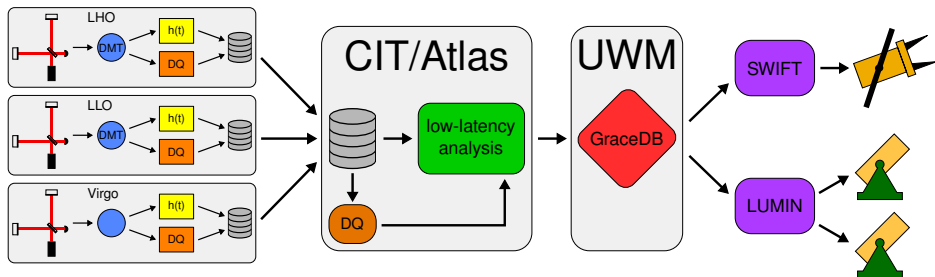 LHO
DMT
h(t)
DQ
LLO
DMT
h(t)
DQ
Virgo
h(t)
DQ
CIT/Atlas
low-latency
analysis
DQ
UWM
GraceDB
SWIFT
LUMIN